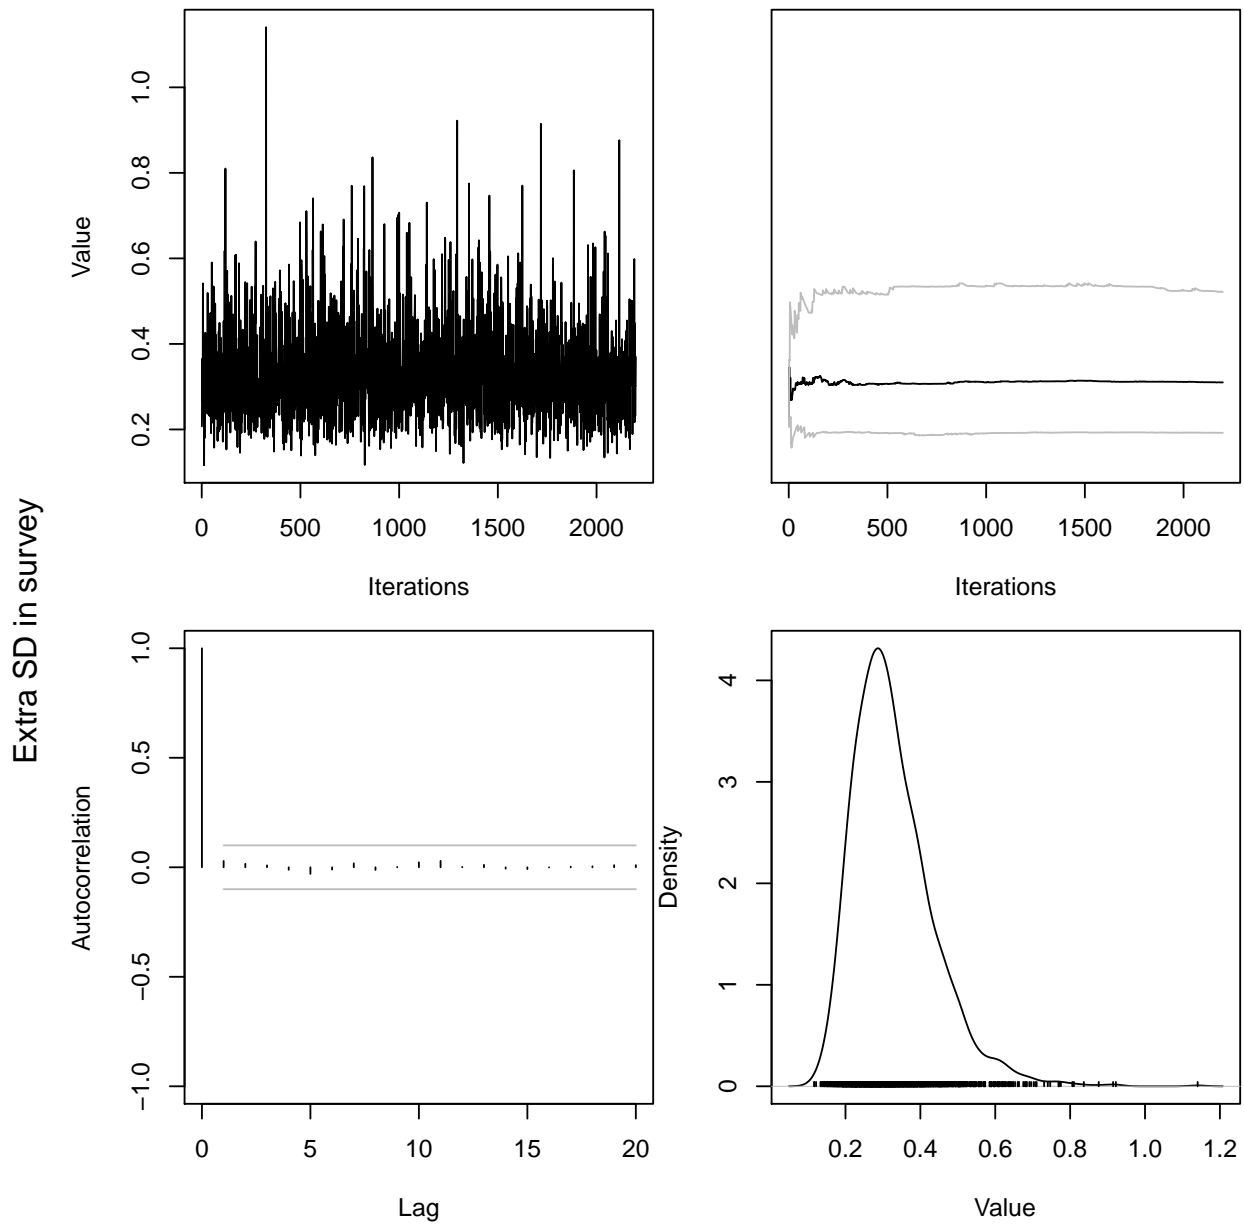 Extra SD in survey
Value
0.2 0.4 0.6 0.8 1.0
0 500 1000 1500 2000
Iterations
0 500 1000 1500 2000
Iterations
Autocorrelation
−1.0 −0.5 0.0 0.5 1.0
0 5 10 15 20
Lag
Density
0 1 2 3 4
0.2 0.4 0.6 0.8 1.0 1.2
Value